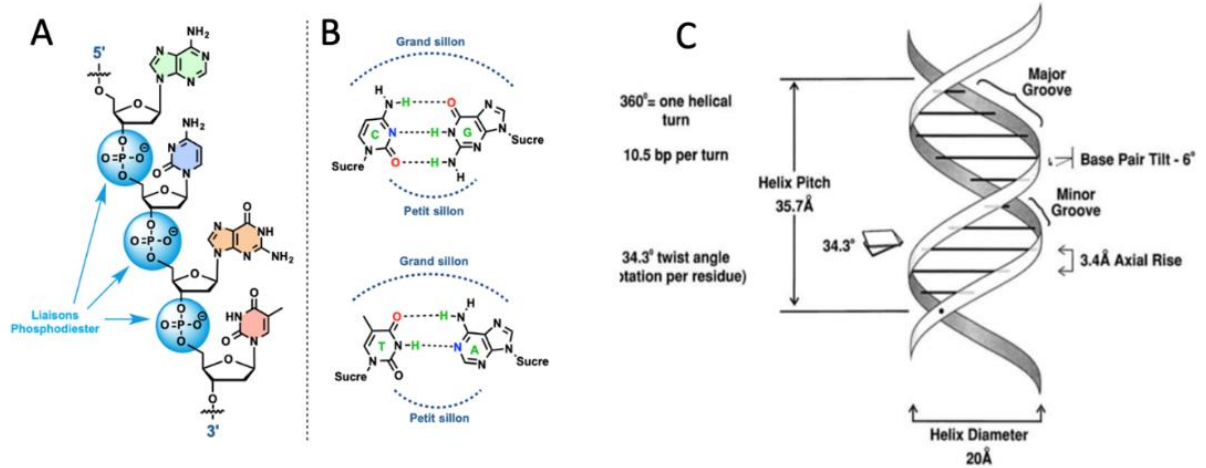 A
5'
NH₂
N
N
N
N
O
O
O
O=P-O⊖
O
NH₂
N
O
N
O
O
O=P-O⊖
O
O
N
NH
N
N
NH₂
O
O
O=P-O⊖
O
O
HN
O
N
O
O
3'
Liaisons
Phosphodiester
B
Grand sillon
H
N-H
O
N
C
N
H
N
G
N
Sucre
N
Sucre
O
H
N
N
H
Petit sillon
Grand sillon
O
H
NH
N
T
N
H
N
A
N
Sucre
N
O
N
Sucre
Petit sillon
C
360°= one helical
turn
10.5 bp per turn
34.3° twist angle
otation per residue)
Helix Pitch
35.7Å
34.3°
Major
Groove
Base Pair Tilt - 6°
Minor
Groove
3.4Å Axial Rise
Helix Diameter
20Å